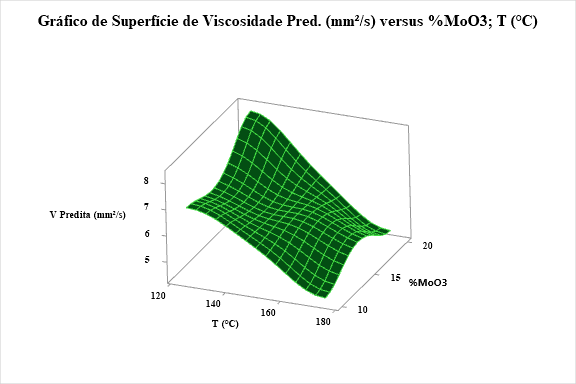 Gráfico de Superfície de Viscosidade Pred. (mm²/s) versus %MoO3; T (°C)
8
7
6
5
V Predita (mm²/s)
120
140
160
180
T (°C)
10
15
20
%MoO3